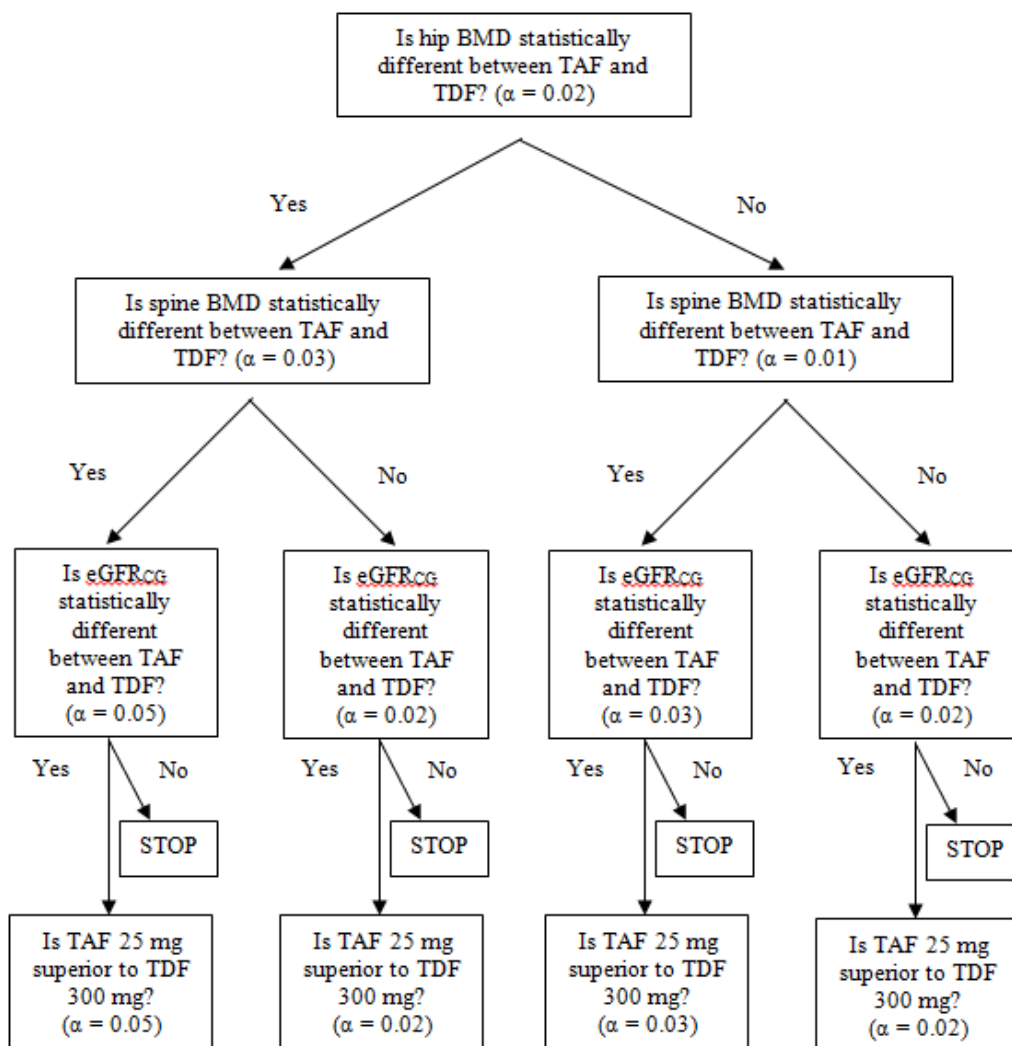 Is hip BMD statistically
different between TAF and
TDF? (α = 0.02)
Yes
No
Is spine BMD statistically
different between TAF and
TDF? (α = 0.03)
Is spine BMD statistically
different between TAF and
TDF? (α = 0.01)
Yes
No
Yes
No
Is eGFRCG
statistically
different
between TAF
and TDF?
(α = 0.05)
Is eGFRCG
statistically
different
between TAF
and TDF?
(α = 0.02)
Is eGFRCG
statistically
different
between TAF
and TDF?
(α = 0.03)
Is eGFRCG
statistically
different
between TAF
and TDF?
(α = 0.02)
Yes
No
Yes
No
Yes
No
Yes
No
STOP
STOP
STOP
STOP
Is TAF 25 mg
superior to TDF
300 mg?
(α = 0.05)
Is TAF 25 mg
superior to TDF
300 mg?
(α = 0.02)
Is TAF 25 mg
superior to TDF
300 mg?
(α = 0.03)
Is TAF 25 mg
superior to TDF
300 mg?
(α = 0.02)